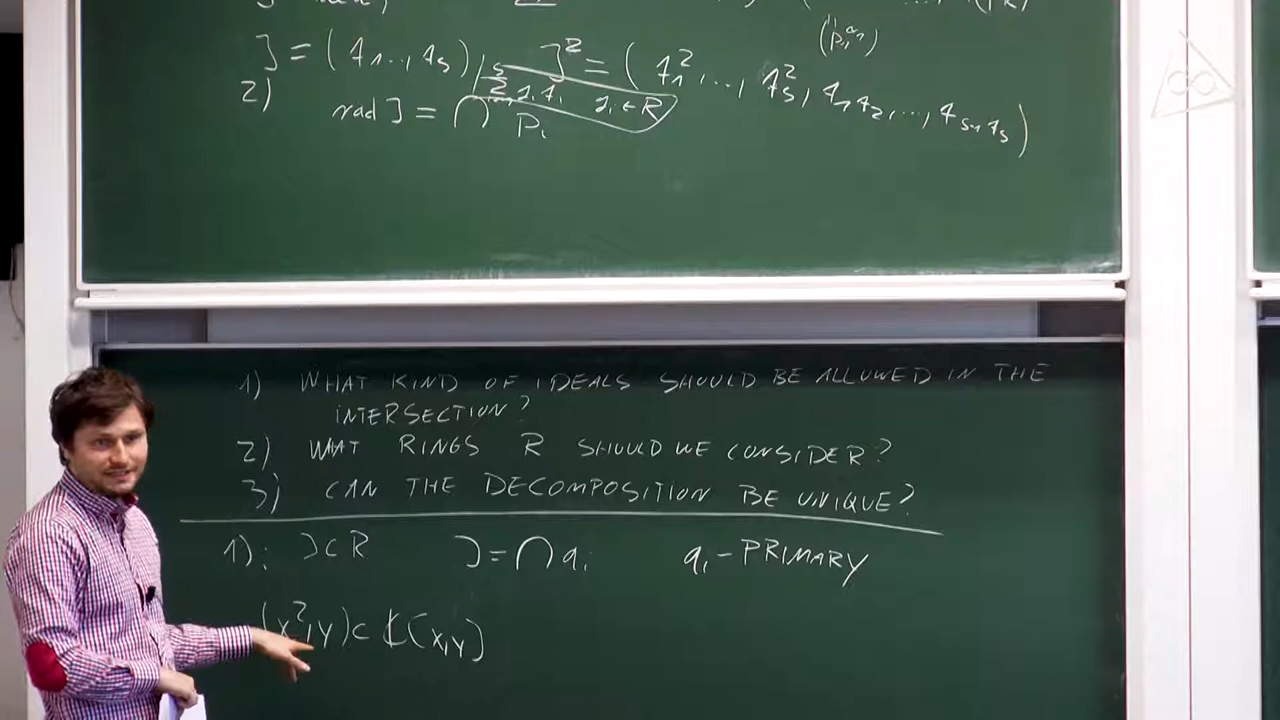 J = (f₁,..., fₛ) J² = (f₁²,..., fₛ², f₁f₂,..., fₛ₋₁fₛ)
(p₁^α₁)
2) rad J = ∩ Pᵢ
1) WHAT KIND OF IDEALS SHOULD BE ALLOWED IN THE
INTERSECTION?
2) WHAT RINGS R SHOULD WE CONSIDER?
3) CAN THE DECOMPOSITION BE UNIQUE?
1): J⊂R J=∩qᵢ qᵢ - PRIMARY
(x²,y)⊂ k[x,y]